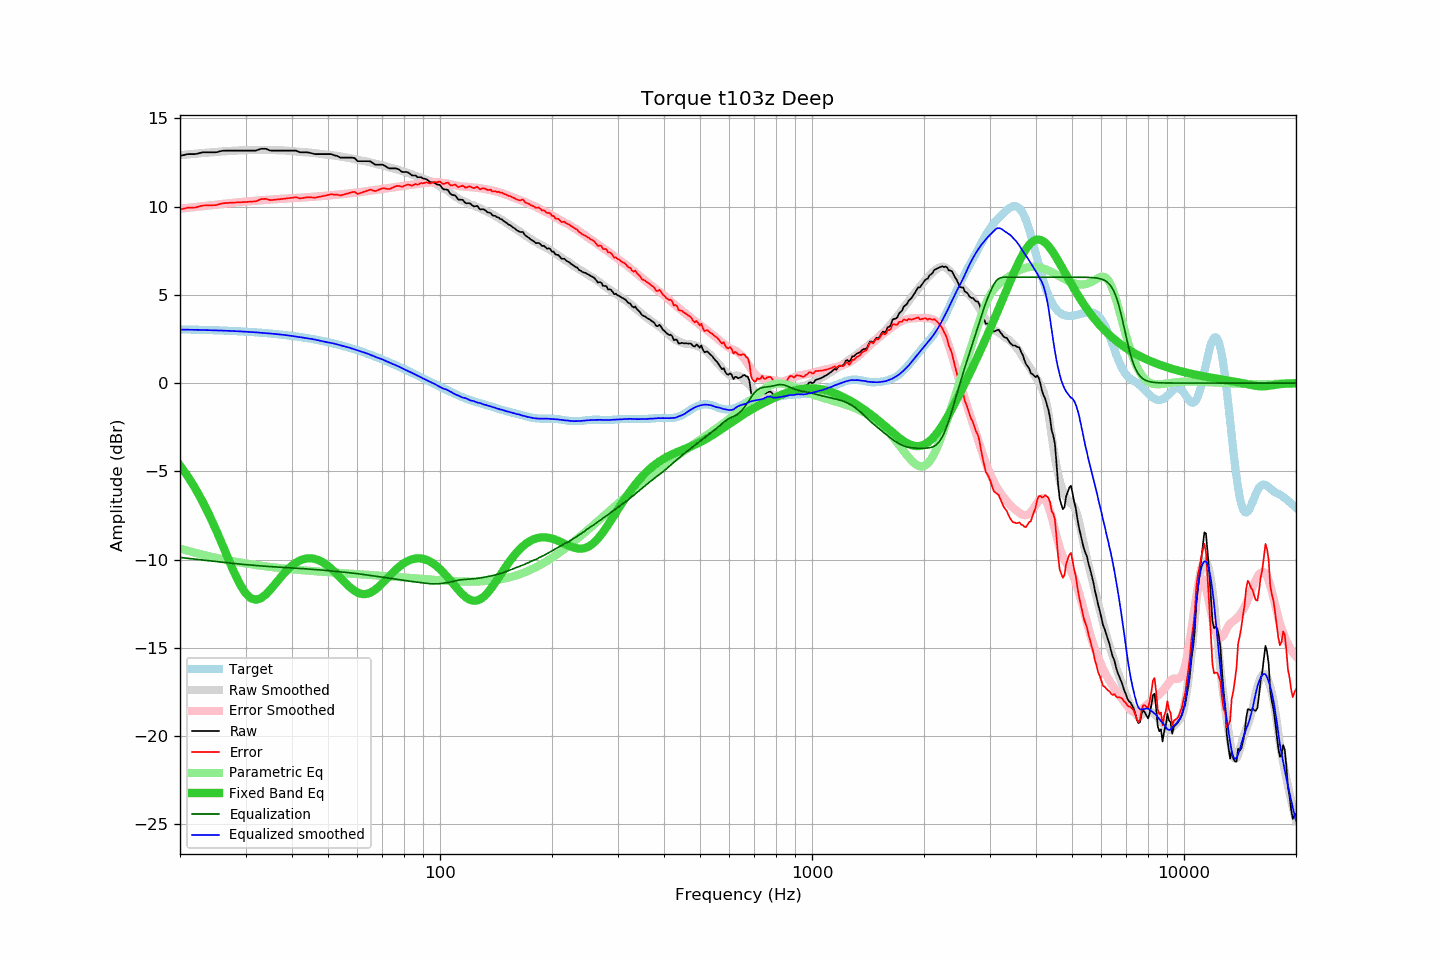 Torque t103z Deep
15
10
5
0
−5
−10
−15
−20
−25
Amplitude (dBr)
Target
Raw Smoothed
Error Smoothed
Raw
Error
Parametric Eq
Fixed Band Eq
Equalization
Equalized smoothed
100
1000
10000
Frequency (Hz)